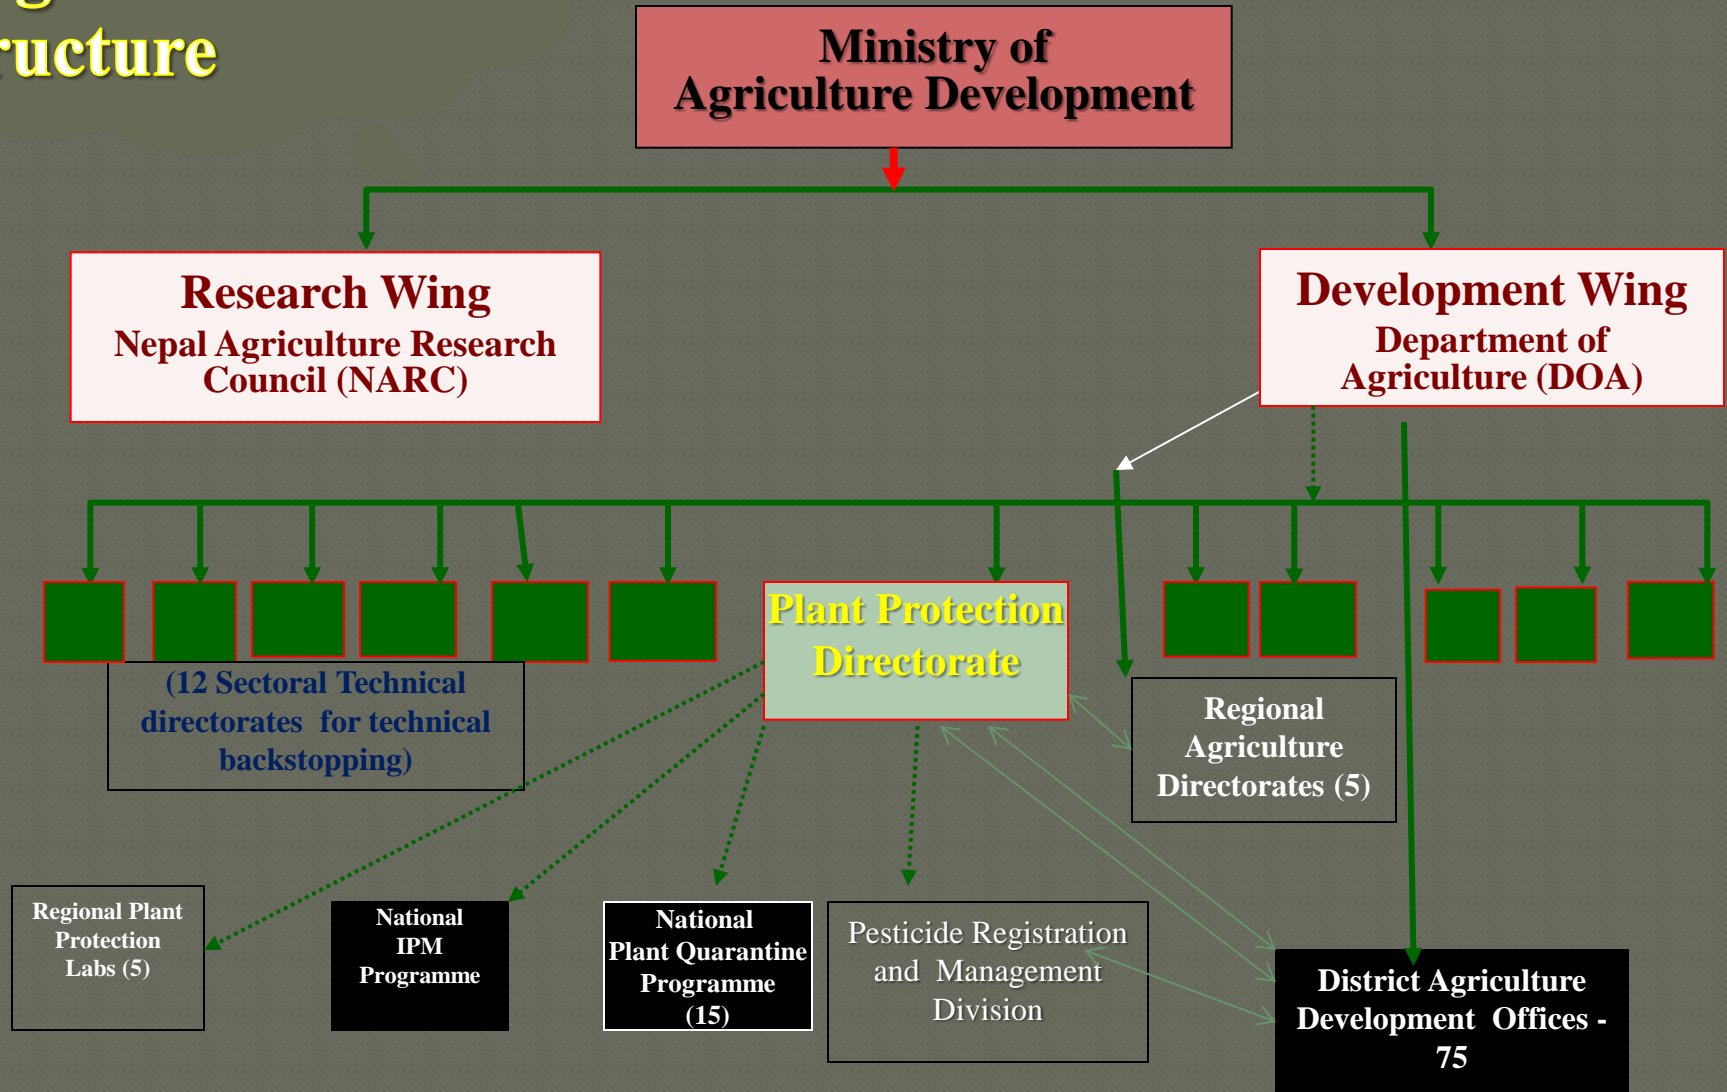 ructure
Ministry of
Agriculture Development
Research Wing
Nepal Agriculture Research
Council (NARC)
Development Wing
Department of
Agriculture (DOA)
Plant Protection
Directorate
(12 Sectoral Technical
directorates for technical
backstopping)
Regional
Agriculture
Directorates (5)
Regional Plant
Protection
Labs (5)
National
IPM
Programme
National
Plant Quarantine
Programme
(15)
Pesticide Registration
and Management
Division
District Agriculture
Development Offices -
75